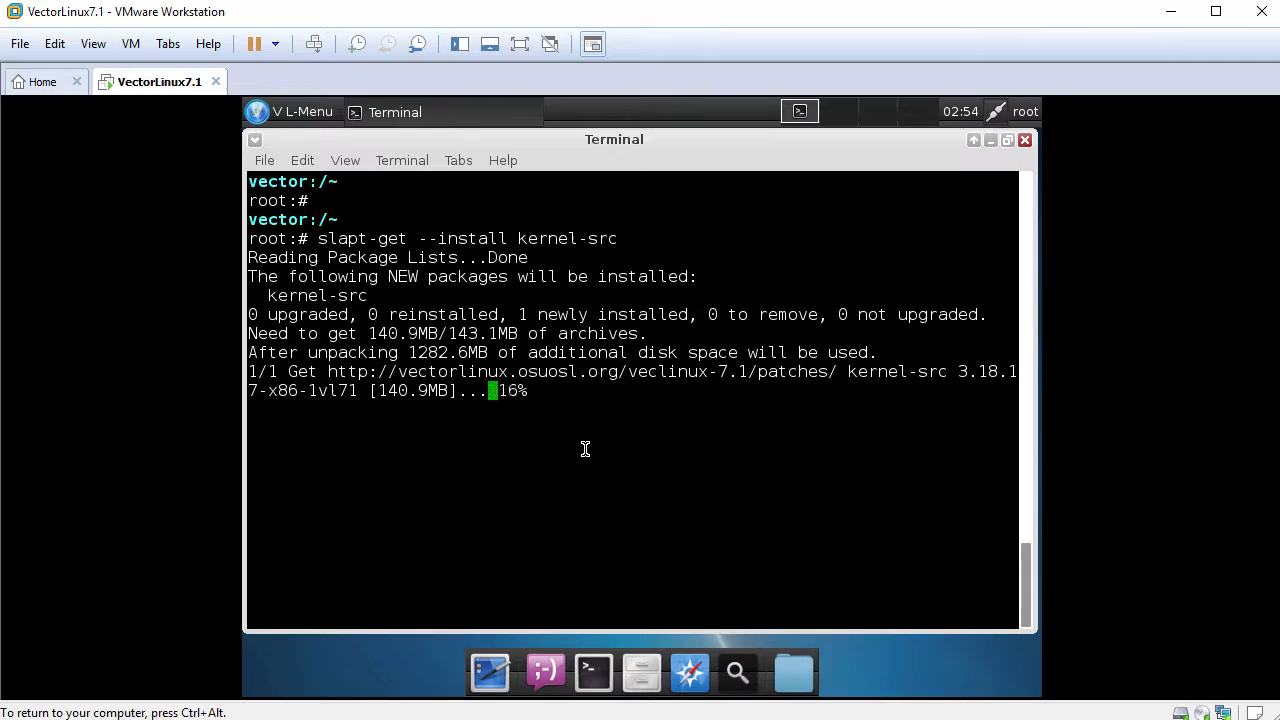 VectorLinux7.1 - VMware Workstation
File Edit View VM Tabs Help
Home VectorLinux7.1
V L-Menu Terminal 02:54 root
Terminal
File Edit View Terminal Tabs Help
vector:/~
root:#
vector:/~
root:# slapt-get --install kernel-src
Reading Package Lists...Done
The following NEW packages will be installed:
kernel-src
0 upgraded, 0 reinstalled, 1 newly installed, 0 to remove, 0 not upgraded.
Need to get 140.9MB/143.1MB of archives.
After unpacking 1282.6MB of additional disk space will be used.
1/1 Get http://vectorlinux.osuosl.org/veclinux-7.1/patches/ kernel-src 3.18.1
7-x86-1vl71 [140.9MB]... 16%
;-)
>-
To return to your computer, press Ctrl+Alt.